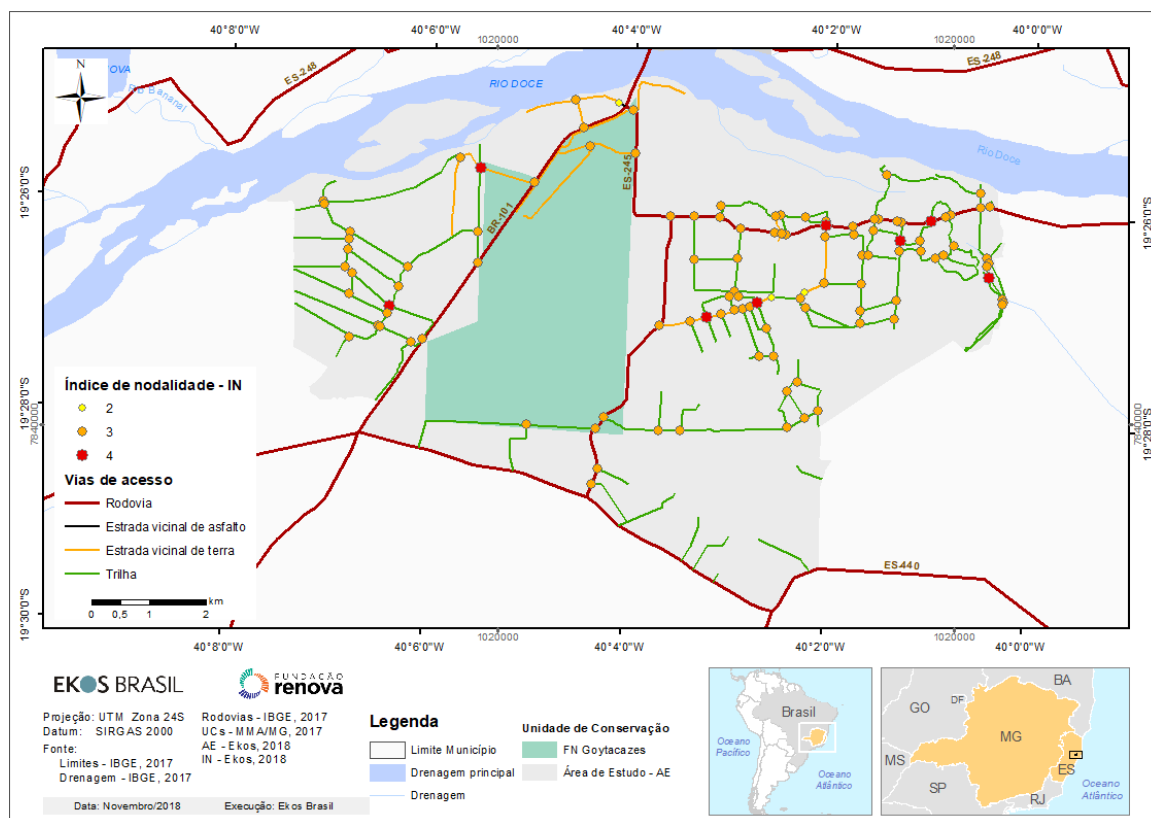 40°8'0"W
40°6'0"W
1020000
40°4'0"W
40°2'0"W
1020000
40°0'0"W
N
OVA
Rio Bananal
ES-248
RIO DOCE
ES-248
Rio Doce
19°26'0"S
19°26'0"S
BR-101
ES-245
19°28'0"S
7840000
7840000
19°28'0"S
19°30'0"S
ES-440
Índice de nodalidade - IN
2
3
4
Vias de acesso
Rodovia
Estrada vicinal de asfalto
Estrada vicinal de terra
Trilha
km
0 0,5 1 2
40°8'0"W
40°6'0"W
1020000
40°4'0"W
40°2'0"W
1020000
40°0'0"W
EKOS BRASIL
FUNDAÇÃO
renova
Projeção: UTM Zona 24S
Datum: SIRGAS 2000
Fonte:
Limites - IBGE, 2017
Drenagem - IBGE, 2017
Rodovias - IBGE, 2017
UCs - MMA/MG, 2017
AE - Ekos, 2018
IN - Ekos, 2018
Data: Novembro/2018 Execução: Ekos Brasil
Legenda
Limite Município
Drenagem principal
Drenagem
Unidade de Conservação
FN Goytacazes
Área de Estudo - AE
Brasil
Oceano
Pacífico
Oceano
Atlântico
BA
GO
DF
MG
MS
ES
SP
RJ
Oceano
Atlântico